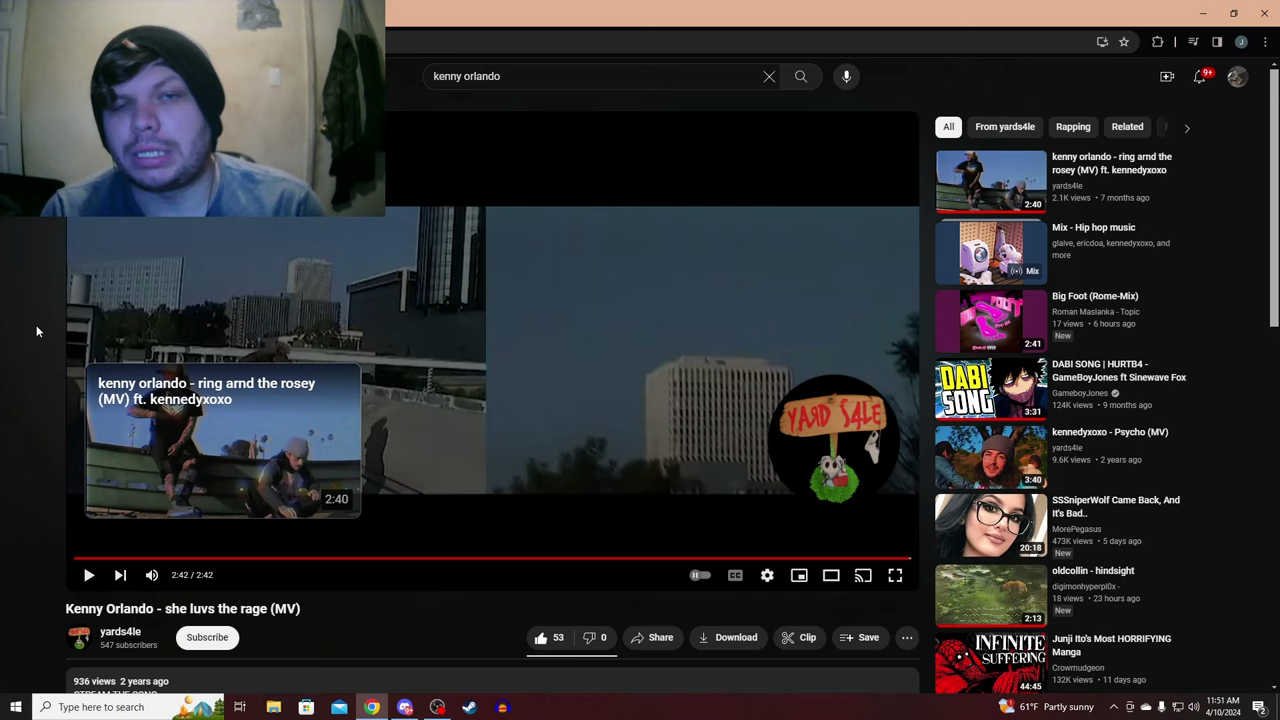 kenny orlando
9+
J
kenny orlando - ring arnd the rosey
(MV) ft. kennedyxoxo
2:40
YARD S4LE
2:42 / 2:42
Kenny Orlando - she luvs the rage (MV)
yards4le
547 subscribers
Subscribe
53
0
Share
Download
Clip
Save
936 views 2 years ago
All
From yards4le
Rapping
Related
kenny orlando - ring arnd the
rosey (MV) ft. kennedyxoxo
yards4le
2.1K views • 7 months ago
2:40
Mix - Hip hop music
glaive, ericdoa, kennedyxoxo, and
more
Mix
Big Foot (Rome-Mix)
Roman Maslanka - Topic
17 views • 6 hours ago
New
2:41
DABI SONG | HURTB4 -
GameBoyJones ft Sinewave Fox
GameboyJones
124K views • 9 months ago
DABI
SONG
3:31
kennedyxoxo - Psycho (MV)
yards4le
9.6K views • 2 years ago
3:40
SSSniperWolf Came Back, And
It's Bad..
MorePegasus
473K views • 5 days ago
New
20:18
oldcollin - hindsight
digimonhyperpl0x -
18 views • 23 hours ago
New
2:13
Junji Ito's Most HORRIFYING
Manga
Crowmudgeon
132K views • 11 days ago
INFINITE
SUFFERING
44:45
Type here to search
61°F Partly sunny
11:51 AM
4/10/2024
2